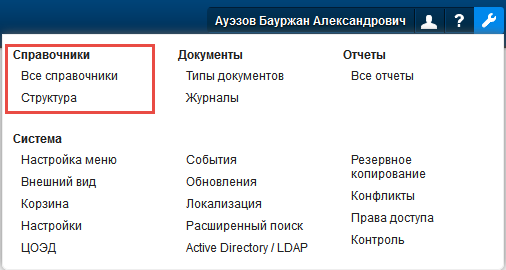 Ауэзов Бауржан Александрович
?
Справочники
Все справочники
Структура
Документы
Типы документов
Журналы
Отчеты
Все отчеты
Система
Настройка меню
Внешний вид
Корзина
Настройки
ЦОЭД
События
Обновления
Локализация
Расширенный поиск
Active Directory / LDAP
Резервное
копирование
Конфликты
Права доступа
Контроль